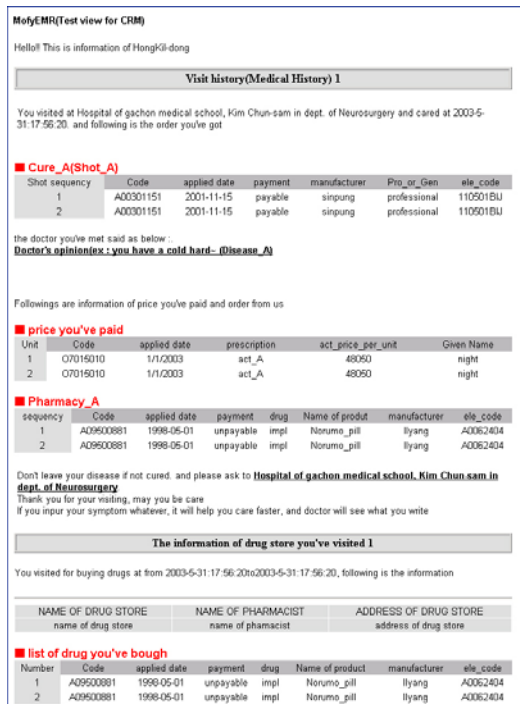 MofyEMR(Test view for CRM)
Hello!! This is information of HongKil-dong
Visit history(Medical History) 1
You visited at Hospital of gachon medical school, Kim Chun-sam in dept. of Neurosurgery and cared at 2003-5-
31:17:56:20. and following is the order you've got
Cure_A(Shot_A)
Shot sequency Code applied date payment manufacturer Pro_or_Gen ele_code
1 A00301151 2001-11-15 payable sinpung professional 110501BIJ
2 A00301151 2001-11-15 payable sinpung professional 110501BIJ
the doctor you've met said as below :.
Doctor's opinion(ex : you have a cold hard~ (Disease_A)
Followings are information of price you've paid and order from us
price you've paid
Unit Code applied date prescription act_price_per_unit Given Name
1 O7015010 1/1/2003 act_A 48050 night
2 O7015010 1/1/2003 act_A 48050 night
Pharmacy_A
sequency Code applied date payment drug Name of produt manufacturer ele_code
1 A09500881 1998-05-01 unpayable impl Norumo_pill Ilyang A0062404
2 A09500881 1998-05-01 unpayable impl Norumo_pill Ilyang A0062404
Don't leave your disease if not cured. and please ask to Hospital of gachon medical school, Kim Chun-sam in
dept. of Neurosurgery.
Thank you for your visiting, may you be care
If you inpur your symptom whatever, it will help you care faster, and doctor will see what you write
The information of drug store you've visited 1
You visited for buying drugs at from 2003-5-31:17:56:20to2003-5-31:17:56:20, following is the information
NAME OF DRUG STORE NAME OF PHARMACIST ADDRESS OF DRUG STORE
name of drug store name of phamacist address of drug store
list of drug you've bough
Number Code applied date payment drug Name of product manufacturer ele_code
1 A09500881 1998-05-01 unpayable impl Norumo_pill Ilyang A0062404
2 A09500881 1998-05-01 unpayable impl Norumo_pill Ilyang A0062404